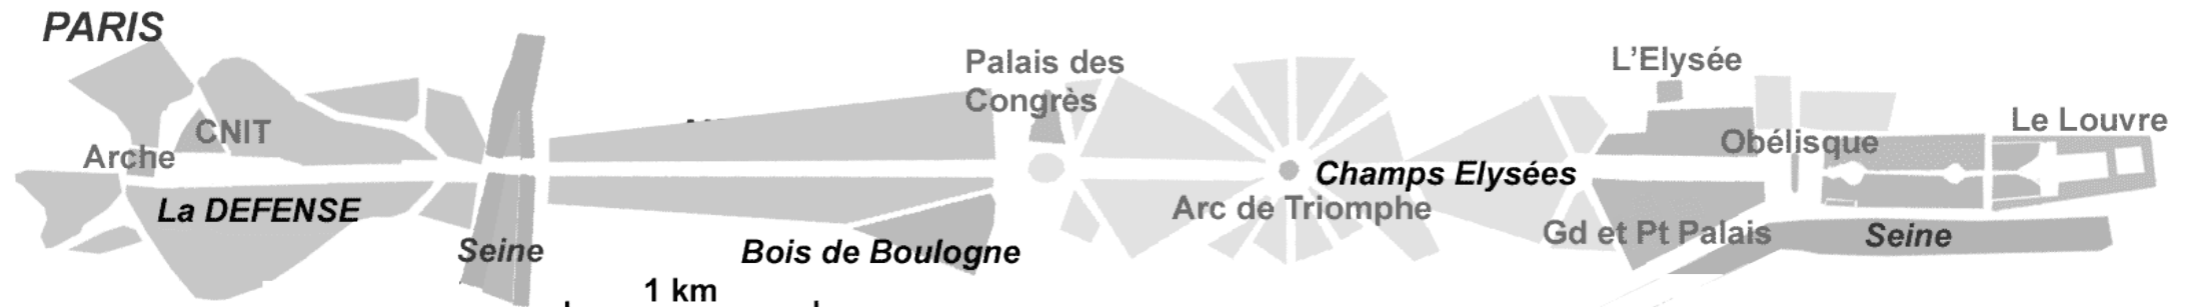 PARIS
Palais des
Congrès
L'Elysée
CNIT
Arche
Obélisque
Le Louvre
Champs Elysées
La DEFENSE
Arc de Triomphe
Gd et Pt Palais
Seine
Seine
Bois de Boulogne
1 km